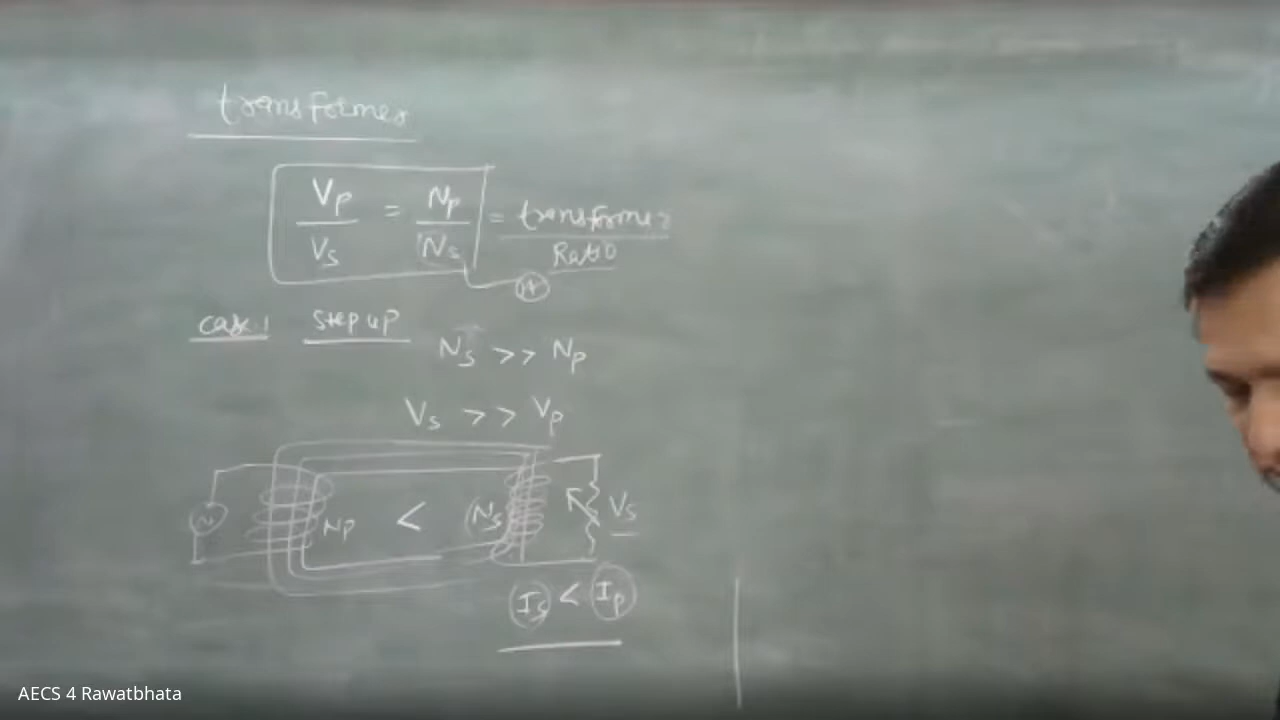 transformer
Vp / Vs = Np / Ns = transformer Ratio
case 1 step up
Ns >> Np
Vs >> Vp
Np < (Ns) Vs
Is < Ip
AECS 4 Rawatbhata